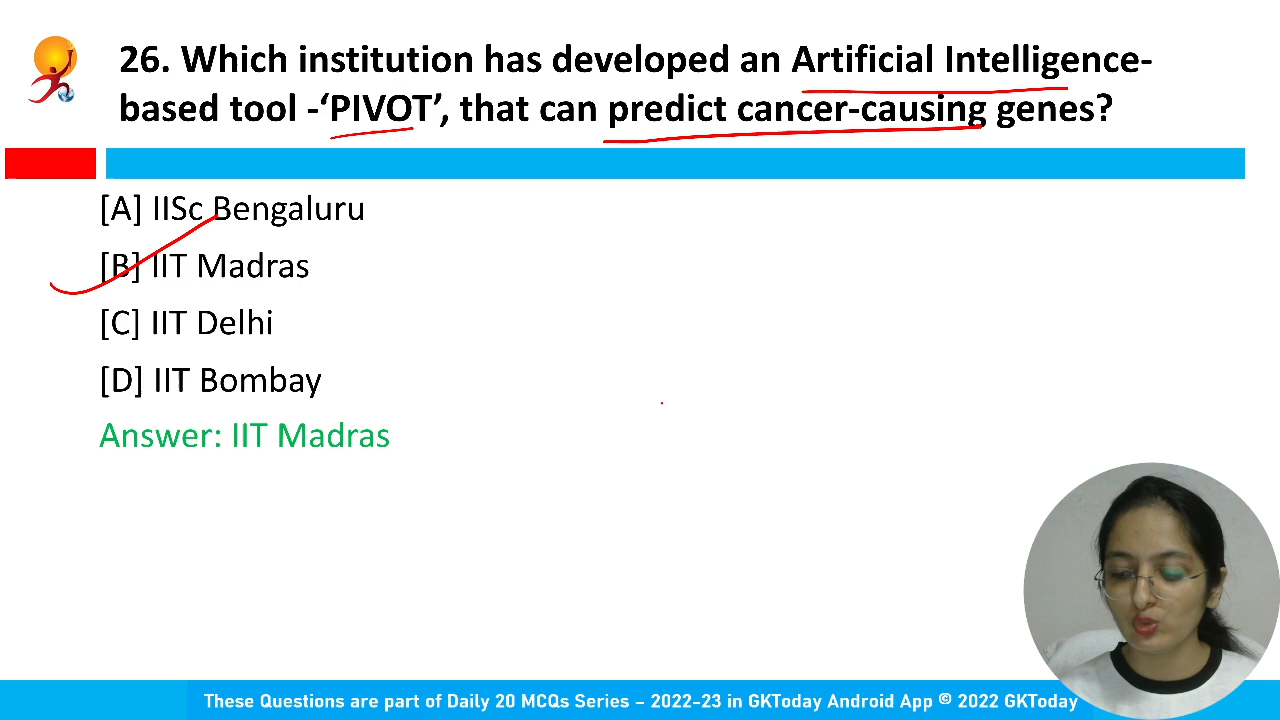 26. Which institution has developed an Artificial Intelligence-
based tool -‘PIVOT’, that can predict cancer-causing genes?
[A] IISc Bengaluru
[B] IIT Madras
[C] IIT Delhi
[D] IIT Bombay
Answer: IIT Madras
These Questions are part of Daily 20 MCQs Series – 2022-23 in GKToday Android App © 2022 GKToday